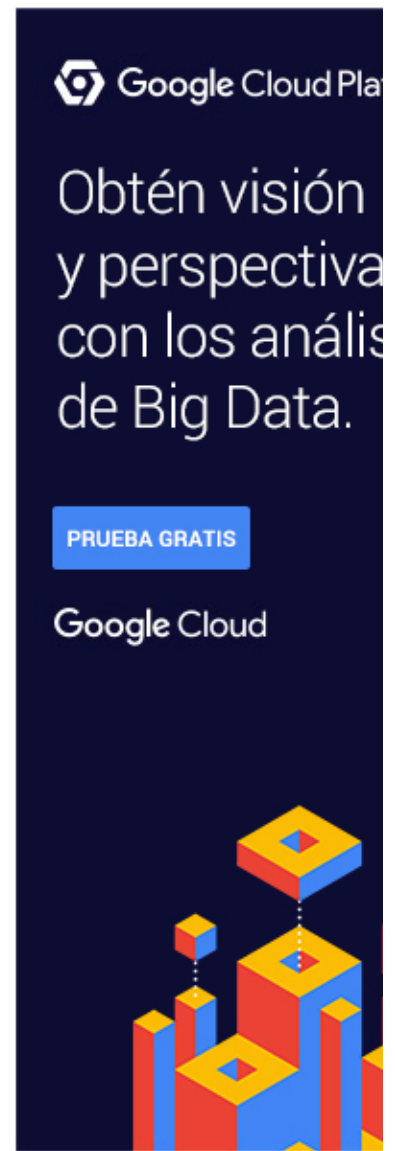 Google Cloud Pla
Obtén visión
y perspectiva
con los anális
de Big Data.
PRUEBA GRATIS
Google Cloud